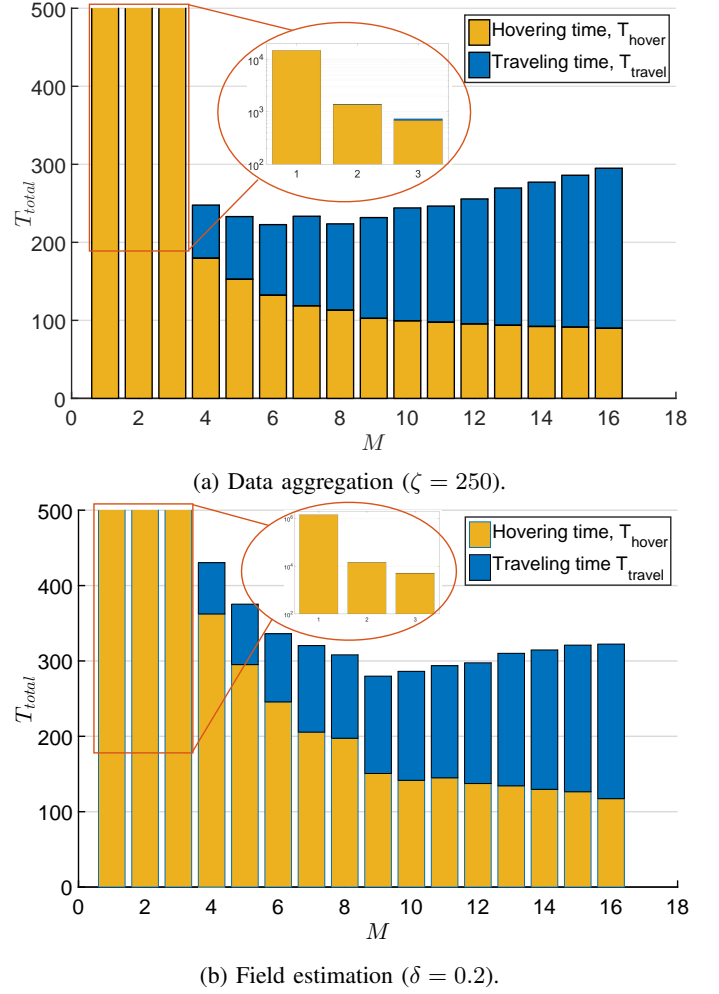 500
400
300
200
100
0
T_total
Hovering time, T_hover
Traveling time, T_travel
10^4
10^3
10^2
1 2 3
0 2 4 6 8 10 12 14 16 18
M
(a) Data aggregation (ζ = 250).
500
400
300
200
100
0
T_total
Hovering time, T_hover
Traveling time T_travel
10^6
10^4
10^2
1 2 3
0 2 4 6 8 10 12 14 16 18
M
(b) Field estimation (δ = 0.2).